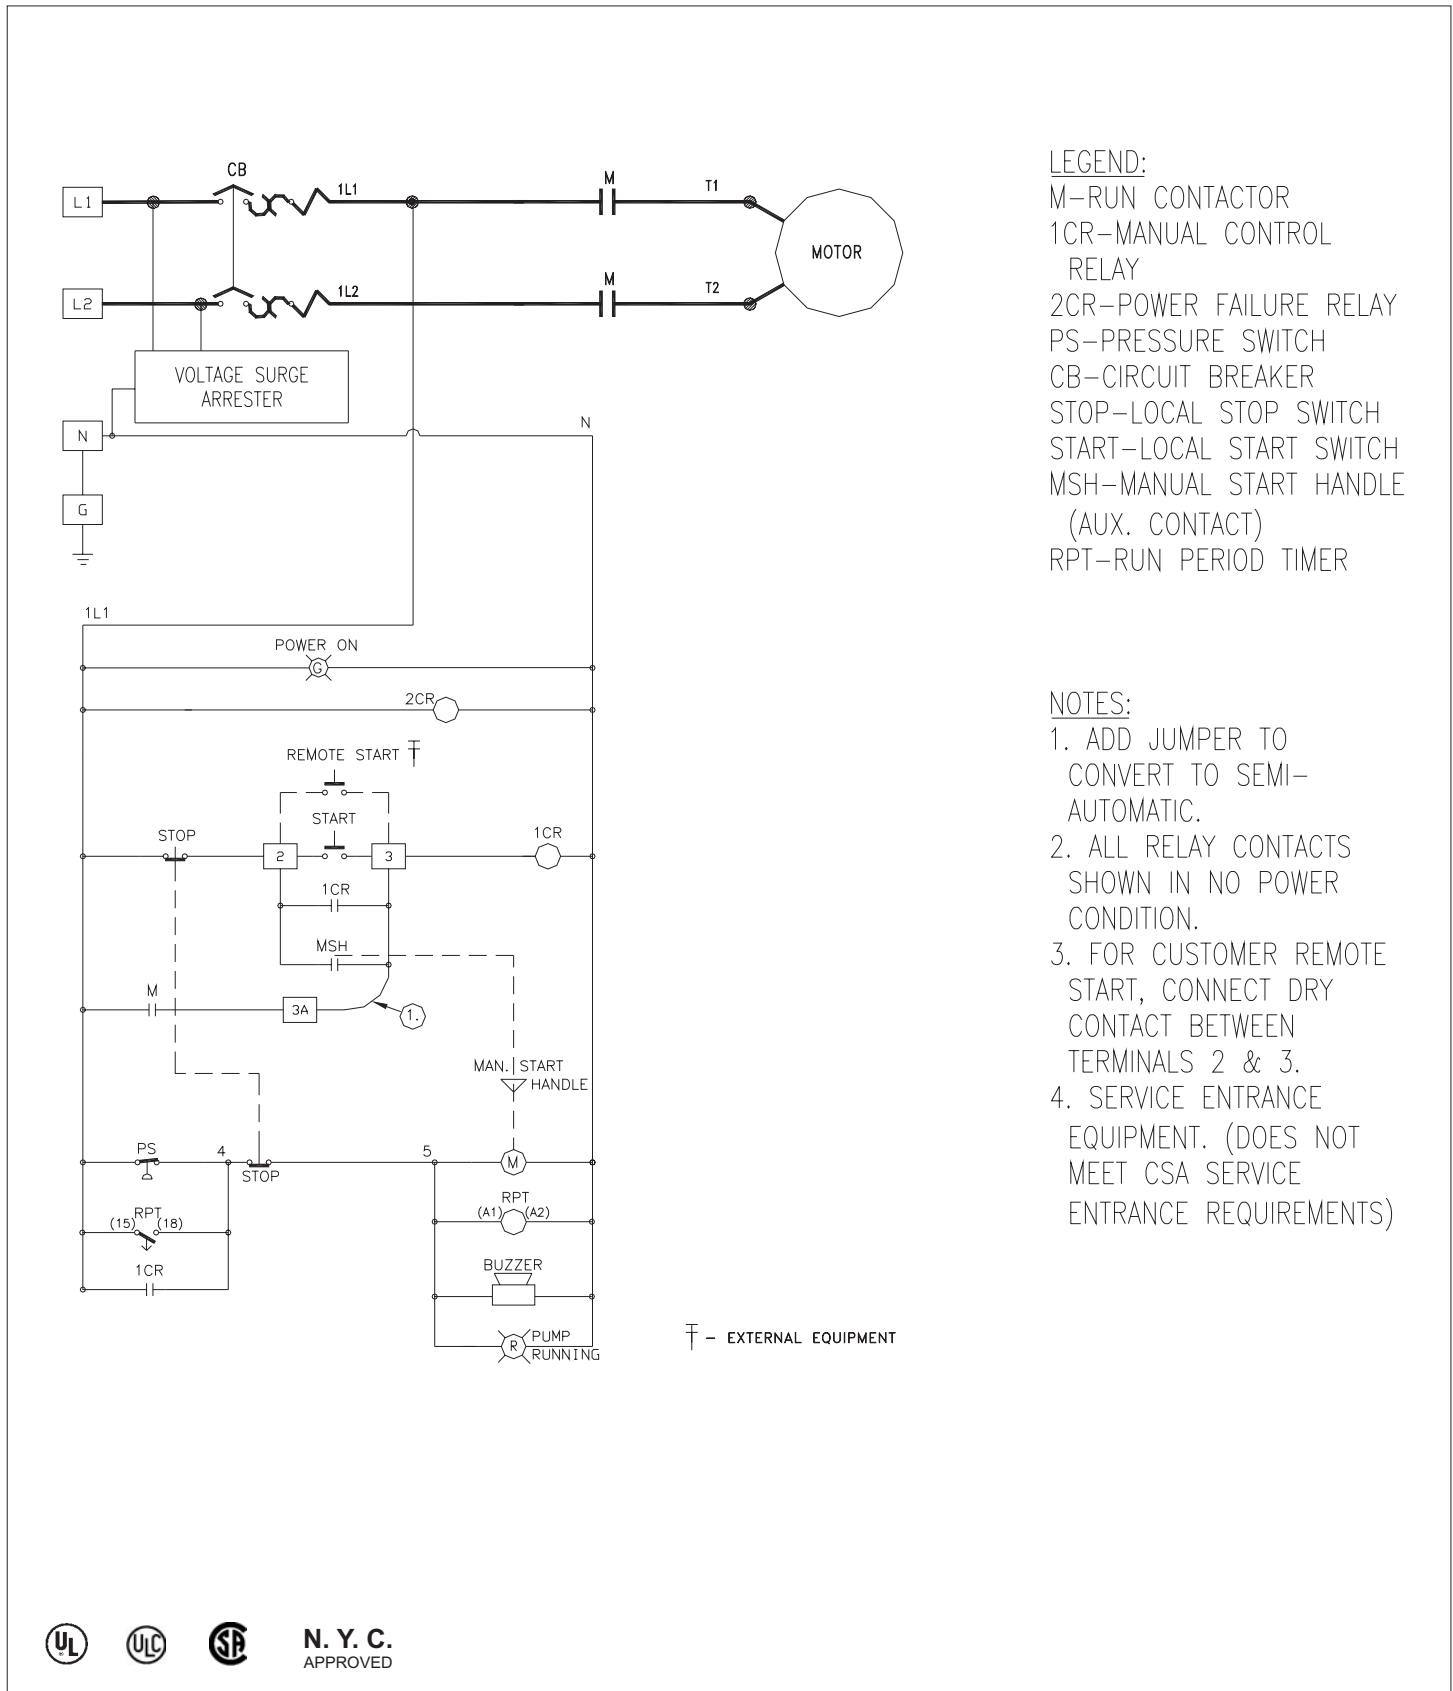 CB
L1
1L1
M
T1
MOTOR
L2
1L2
M
T2
VOLTAGE SURGE
ARRESTER
N
N
G
1L1
POWER ON
G
2CR
REMOTE START
START
STOP
2
3
1CR
1CR
MSH
M
3A
1.
MAN. START
HANDLE
PS
4
STOP
5
M
RPT
(15)
(18)
RPT
(A1)
(A2)
1CR
BUZZER
R
PUMP
RUNNING
– EXTERNAL EQUIPMENT
LEGEND:
M–RUN CONTACTOR
1CR–MANUAL CONTROL
RELAY
2CR–POWER FAILURE RELAY
PS–PRESSURE SWITCH
CB–CIRCUIT BREAKER
STOP–LOCAL STOP SWITCH
START–LOCAL START SWITCH
MSH–MANUAL START HANDLE
(AUX. CONTACT)
RPT–RUN PERIOD TIMER
NOTES:
1. ADD JUMPER TO
CONVERT TO SEMI–
AUTOMATIC.
2. ALL RELAY CONTACTS
SHOWN IN NO POWER
CONDITION.
3. FOR CUSTOMER REMOTE
START, CONNECT DRY
CONTACT BETWEEN
TERMINALS 2 & 3.
4. SERVICE ENTRANCE
EQUIPMENT. (DOES NOT
MEET CSA SERVICE
ENTRANCE REQUIREMENTS)
UL
ULC
SA
N. Y. C.
APPROVED